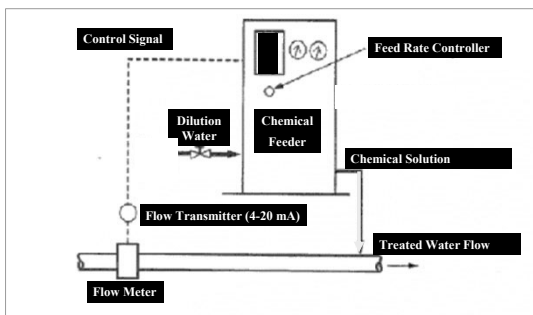 Control Signal
Feed Rate Controller
Dilution
Water
Chemical
Feeder
Chemical Solution
Flow Transmitter (4-20 mA)
Treated Water Flow
Flow Meter